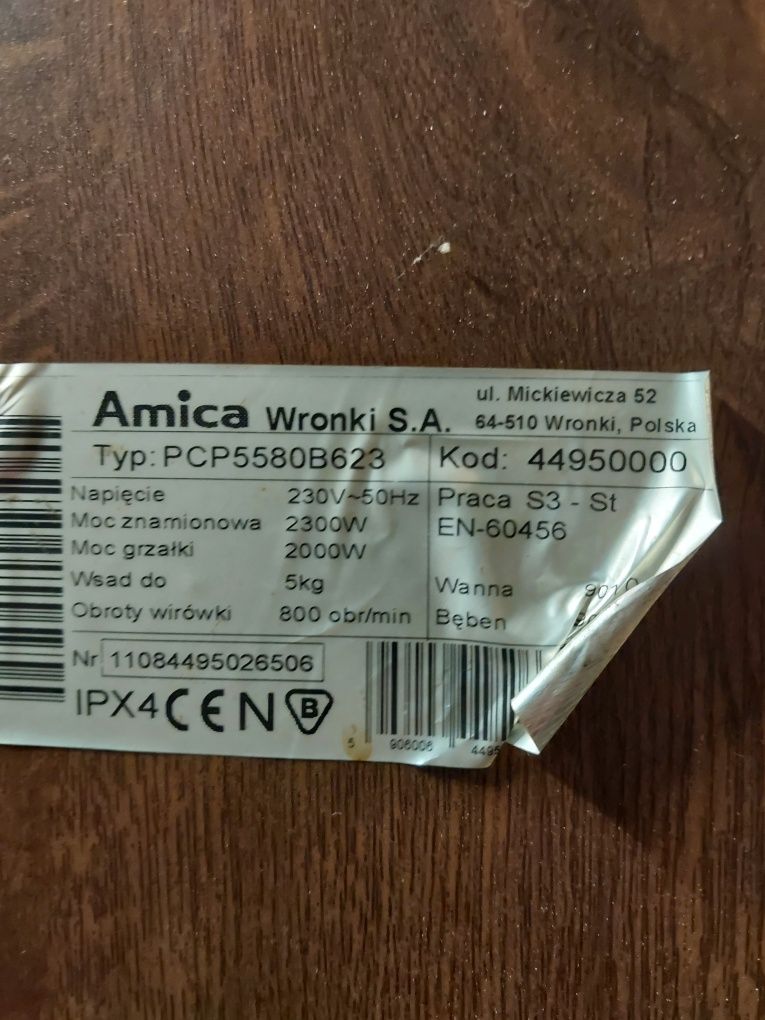 Amica Wronki S.A.
ul. Mickiewicza 52
64-510 Wronki, Polska
Typ: PCP5580B623
Kod: 44950000
Napięcie 230V~50Hz
Moc znamionowa 2300W
Moc grzałki 2000W
Wsad do 5kg
Obroty wirówki 800 obr/min
Praca S3 - St
EN-60456
Wanna
Bęben
Nr 11084495026506
IPX4 CE N B
5 906006